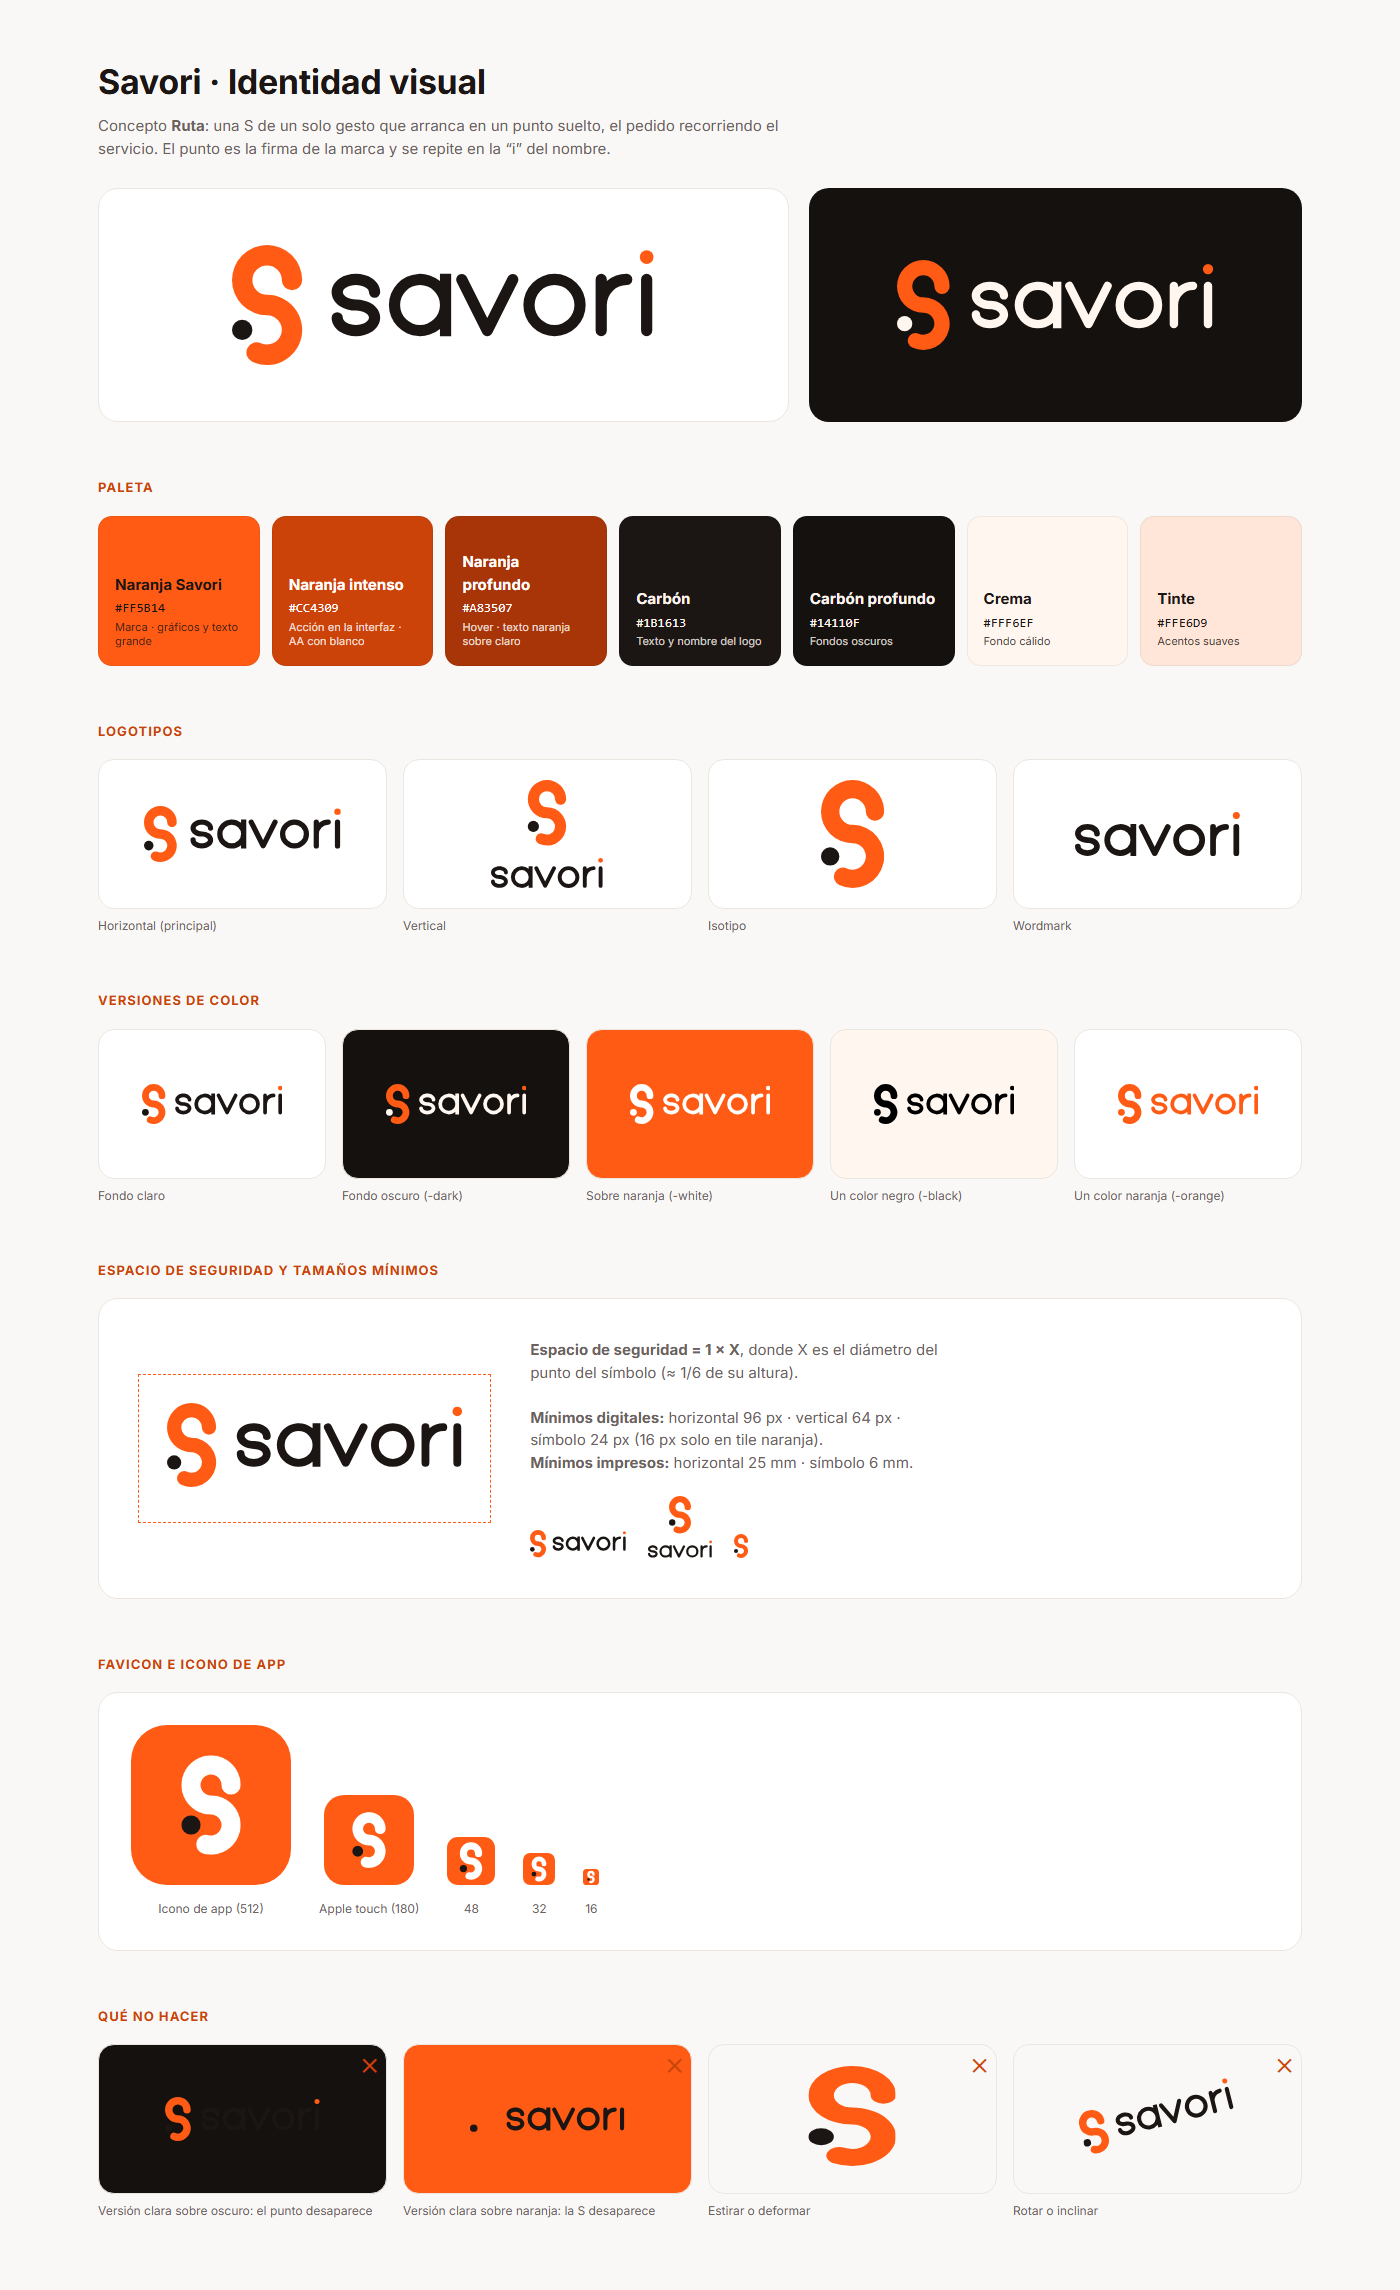 Savori · Identidad visual
Concepto Ruta: una S de un solo gesto que arranca en un punto suelto, el pedido recorriendo el
servicio. El punto es la firma de la marca y se repite en la “i” del nombre.
savori
savori
PALETA
Naranja Savori
#FF5B14
Marca · gráficos y texto
grande
Naranja intenso
#CC4309
Acción en la interfaz ·
AA con blanco
Naranja
profundo
#A83507
Hover · texto naranja
sobre claro
Carbón
#1B1613
Texto y nombre del logo
Carbón profundo
#14110F
Fondos oscuros
Crema
#FFF6EF
Fondo cálido
Tinte
#FFE6D9
Acentos suaves
LOGOTIPOS
savori
savori
savori
Horizontal (principal)
Vertical
Isotipo
Wordmark
VERSIONES DE COLOR
savori
savori
savori
savori
savori
Fondo claro
Fondo oscuro (-dark)
Sobre naranja (-white)
Un color negro (-black)
Un color naranja (-orange)
ESPACIO DE SEGURIDAD Y TAMAÑOS MÍNIMOS
savori
Espacio de seguridad = 1 × X, donde X es el diámetro del
punto del símbolo (≈ 1/6 de su altura).
Mínimos digitales: horizontal 96 px · vertical 64 px ·
símbolo 24 px (16 px solo en tile naranja).
Mínimos impresos: horizontal 25 mm · símbolo 6 mm.
savori
savori
FAVICON E ICONO DE APP
Icono de app (512)
Apple touch (180)
48
32
16
QUÉ NO HACER
savori
savori
savori
Versión clara sobre oscuro: el punto desaparece
Versión clara sobre naranja: la S desaparece
Estirar o deformar
Rotar o inclinar